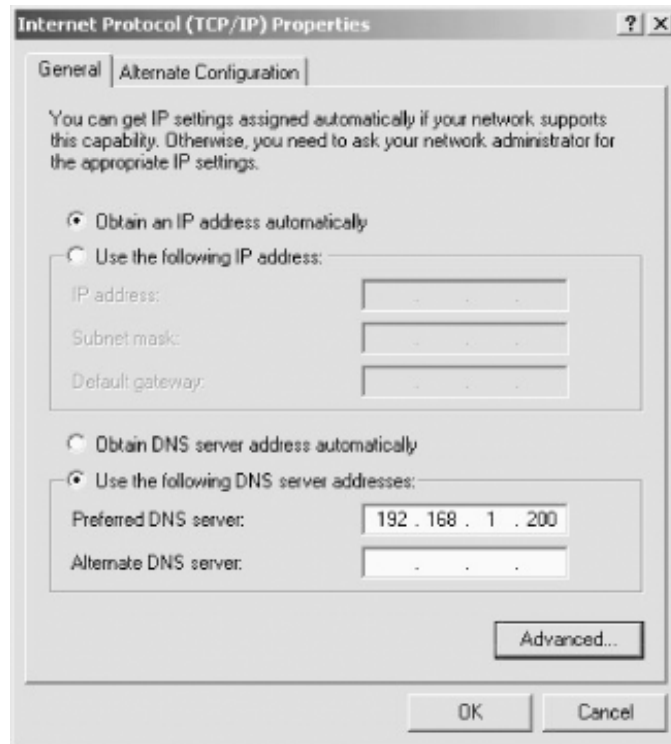 Internet Protocol (TCP/IP) Properties
General
Alternate Configuration
You can get IP settings assigned automatically if your network supports
this capability. Otherwise, you need to ask your network administrator for
the appropriate IP settings.
Obtain an IP address automatically
Use the following IP address:
IP address:
Subnet mask:
Default gateway:
Obtain DNS server address automatically
Use the following DNS server addresses:
Preferred DNS server: 192 . 168 . 1 . 200
Alternate DNS server: . . .
Advanced...
OK
Cancel